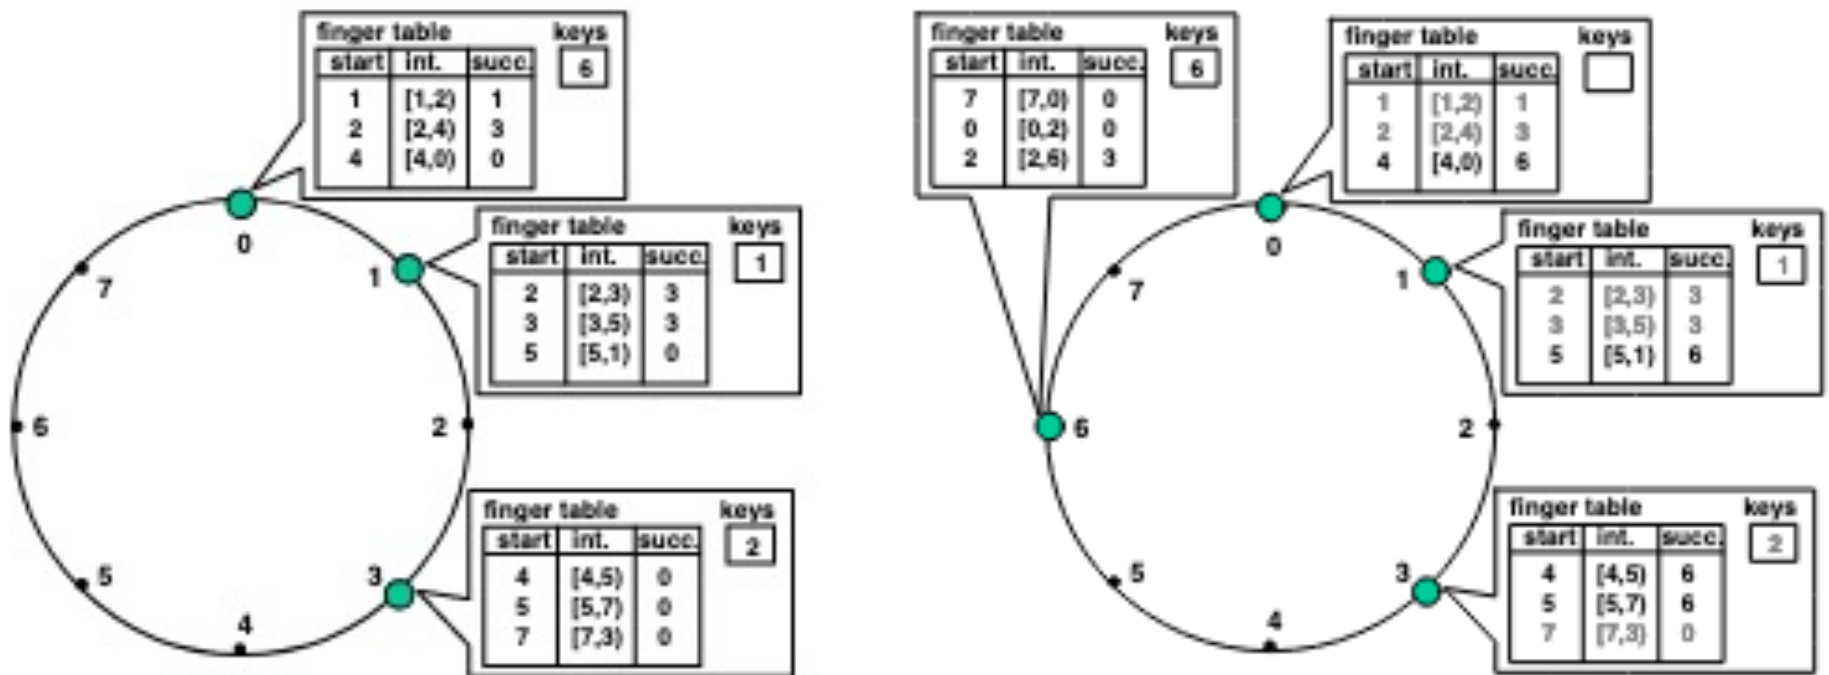 finger table keys
start int. succ. 6
1 [1,2) 1
2 [2,4) 3
4 [4,0) 0
0
finger table keys
start int. succ. 1
2 [2,3) 3
3 [3,5) 3
5 [5,1) 0
1
7
6
2
finger table keys
start int. succ. 2
4 [4,5) 0
5 [5,7) 0
7 [7,3) 0
3
5
4
finger table keys
start int. succ. 6
7 [7,0) 0
0 [0,2) 0
2 [2,6) 3
finger table keys
start int. succ.
1 [1,2) 1
2 [2,4) 3
4 [4,0) 6
0
finger table keys
start int. succ. 1
2 [2,3) 3
3 [3,5) 3
5 [5,1) 6
1
7
6
2
finger table keys
start int. succ. 2
4 [4,5) 6
5 [5,7) 6
7 [7,3) 0
3
5
4